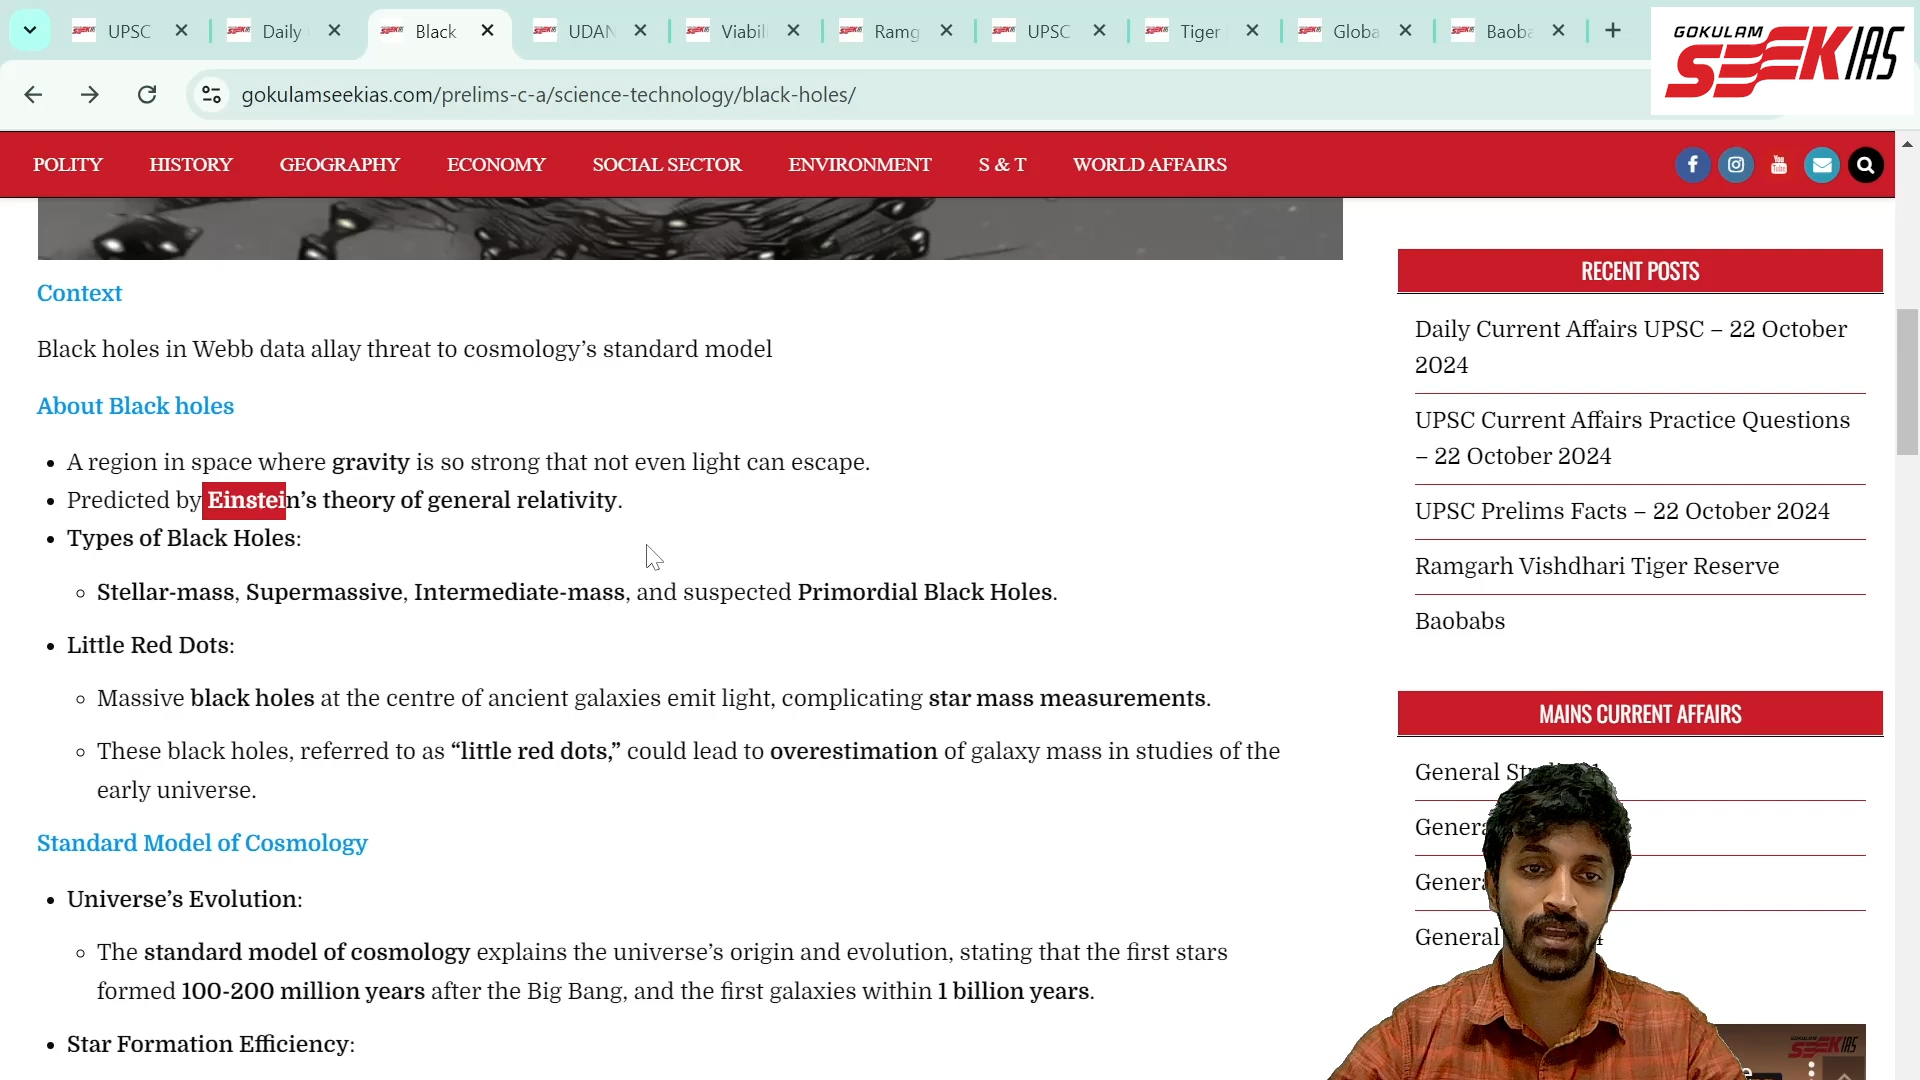 UPSC
Daily
Black
UDAN
Viabil
Ramg
UPSC
Tiger
Globa
Baoba
GOKULAM
SEEK IAS
gokulamseekias.com/prelims-c-a/science-technology/black-holes/
POLITY HISTORY GEOGRAPHY ECONOMY SOCIAL SECTOR ENVIRONMENT S & T WORLD AFFAIRS
You Tube
Context
Black holes in Webb data allay threat to cosmology’s standard model
About Black holes
• A region in space where gravity is so strong that not even light can escape.
• Predicted by Einstein’s theory of general relativity.
• Types of Black Holes:
◦ Stellar-mass, Supermassive, Intermediate-mass, and suspected Primordial Black Holes.
• Little Red Dots:
◦ Massive black holes at the centre of ancient galaxies emit light, complicating star mass measurements.
◦ These black holes, referred to as “little red dots,” could lead to overestimation of galaxy mass in studies of the
early universe.
Standard Model of Cosmology
• Universe’s Evolution:
◦ The standard model of cosmology explains the universe’s origin and evolution, stating that the first stars
formed 100-200 million years after the Big Bang, and the first galaxies within 1 billion years.
• Star Formation Efficiency:
RECENT POSTS
Daily Current Affairs UPSC – 22 October
2024
UPSC Current Affairs Practice Questions
– 22 October 2024
UPSC Prelims Facts – 22 October 2024
Ramgarh Vishdhari Tiger Reserve
Baobabs
MAINS CURRENT AFFAIRS
General
General
GOKULAM
SEEK IAS